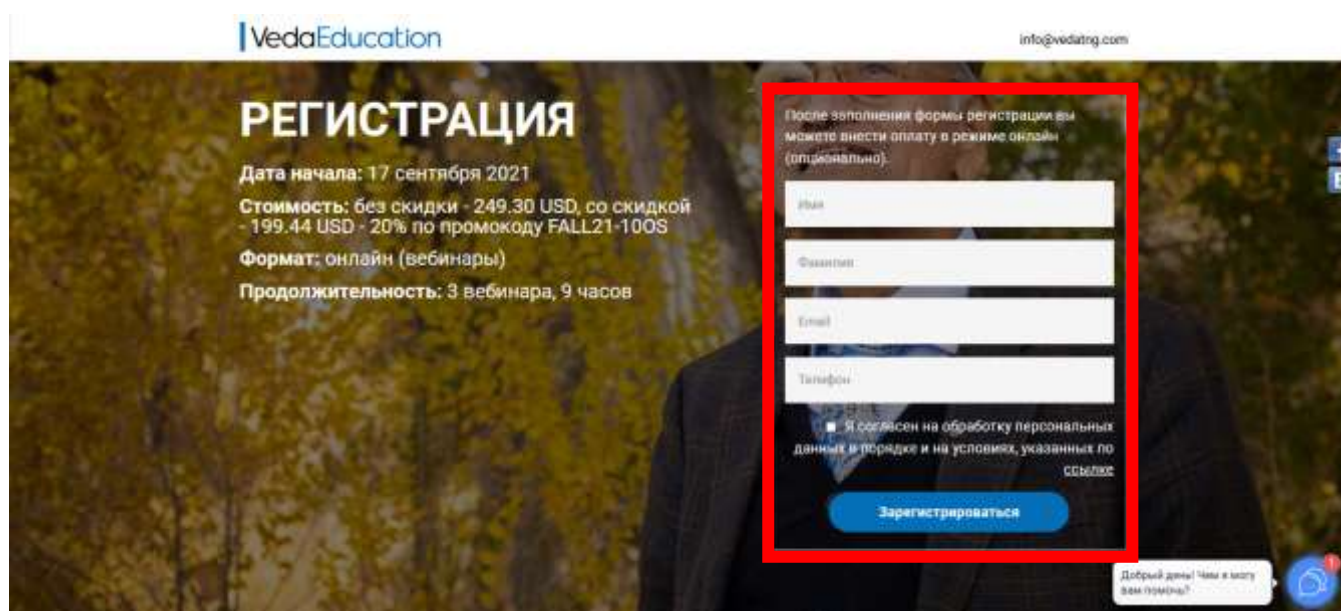 VedaEducation
info@vedatng.com
РЕГИСТРАЦИЯ
Дата начала: 17 сентября 2021
Стоимость: без скидки - 249.30 USD, со скидкой
- 199.44 USD - 20% по промокоду FALL21-10OS
Формат: онлайн (вебинары)
Продолжительность: 3 вебинара, 9 часов
После заполнения формы регистрации вы
можете внести оплату в режиме онлайн
(опционально).
Имя
Фамилия
Email
Телефон
Я согласен на обработку персональных
данных в порядке и на условиях, указанных по
ссылке
Зарегистрироваться
Добрый день! Чем я могу
вам помочь?
1